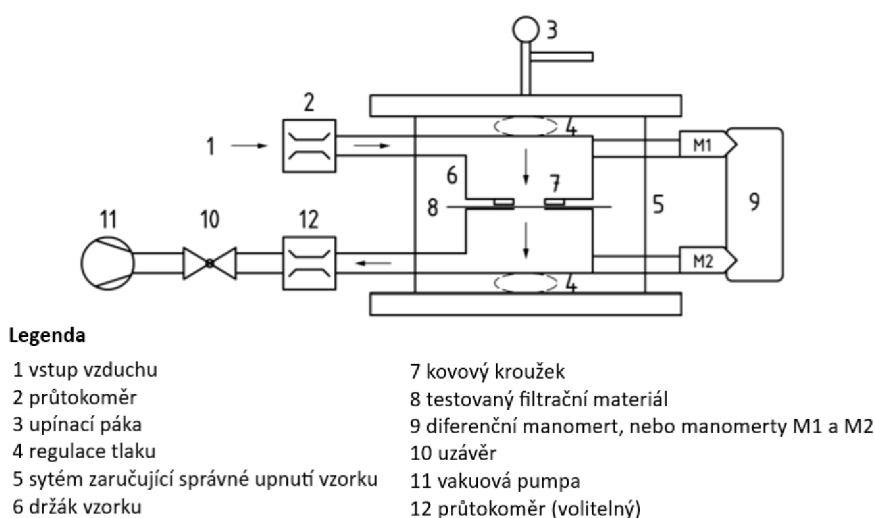 3
2
4
M1
1
6
7
8
5
9
11
10
12
M2
4
Legenda
1 vstup vzduchu
2 průtokoměr
3 upínací páka
4 regulace tlaku
5 sytém zaručující správné upnutí vzorku
6 držák vzorku
7 kovový kroužek
8 testovaný filtrační materiál
9 diferenční manomert, nebo manomerty M1 a M2
10 uzávěr
11 vakuová pumpa
12 průtokoměr (volitelný)